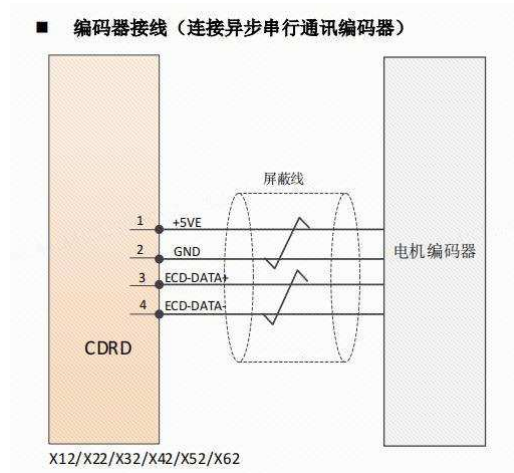 ■ 编码器接线（连接异步串行通讯编码器）
屏蔽线
1 +5VE
2 GND
3 ECD-DATA+
4 ECD-DATA-
电机编码器
CDRD
X12/X22/X32/X42/X52/X62